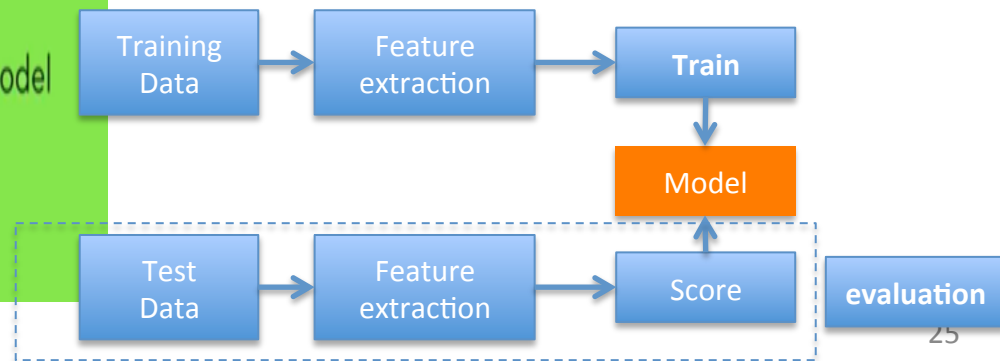 odel
Training
Data
Feature
extraction
Train
Model
Test
Data
Feature
extraction
Score
evaluation
25